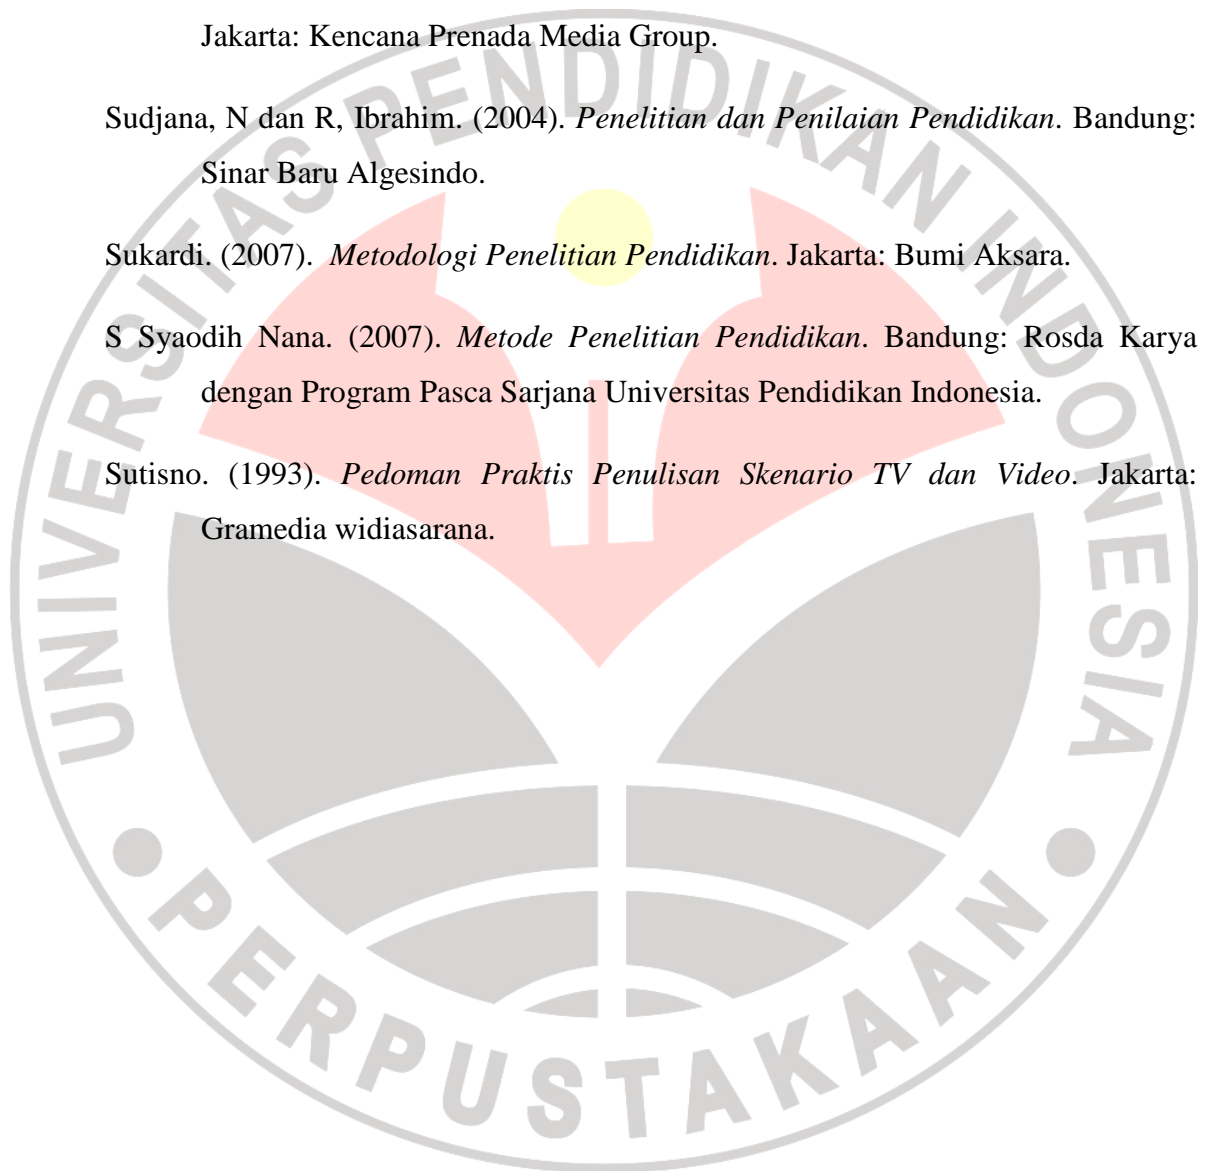 Jakarta: Kencana Prenada Media Group.
Sudjana, N dan R, Ibrahim. (2004). Penelitian dan Penilaian Pendidikan. Bandung:
Sinar Baru Algesindo.
Sukardi. (2007). Metodologi Penelitian Pendidikan. Jakarta: Bumi Aksara.
S Syaodih Nana. (2007). Metode Penelitian Pendidikan. Bandung: Rosda Karya
dengan Program Pasca Sarjana Universitas Pendidikan Indonesia.
Sutisno. (1993). Pedoman Praktis Penulisan Skenario TV dan Video. Jakarta:
Gramedia widiasarana.
UNIVERSITAS PENDIDIKAN INDONESIA
PERPUSTAKAAN